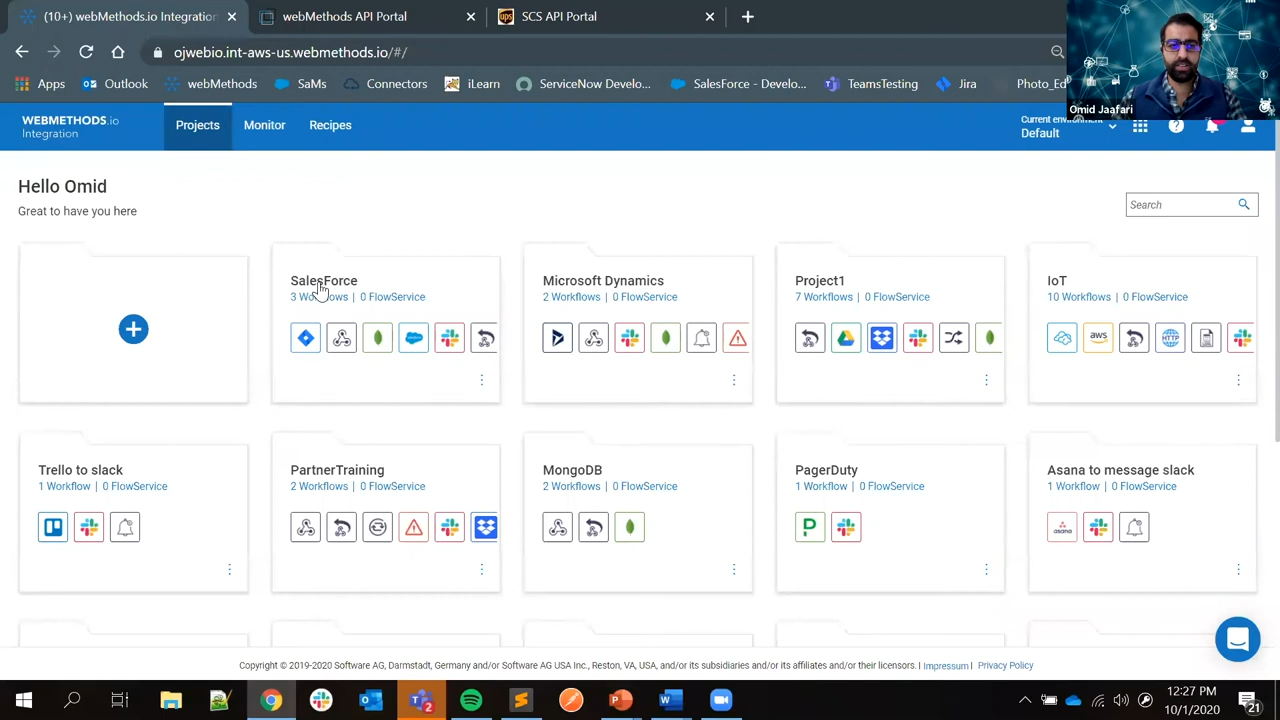 (10+) webMethods.io Integration
webMethods API Portal
ups
SCS API Portal
ojwebio.int-aws-us.webmethods.io/#/
Apps
Outlook
webMethods
SaMs
Connectors
iLearn
ServiceNow Develo...
SalesForce - Develo...
TeamsTesting
Jira
Photo_Ed
Omid Jaafari
WEBMETHODS.io
Integration
Projects
Monitor
Recipes
Current environment
Default
Hello Omid
Great to have you here
Search
SalesForce
3 Workflows | 0 FlowService
Microsoft Dynamics
2 Workflows | 0 FlowService
Project1
7 Workflows | 0 FlowService
IoT
10 Workflows | 0 FlowService
aws
HTTP
Trello to slack
1 Workflow | 0 FlowService
PartnerTraining
2 Workflows | 0 FlowService
MongoDB
2 Workflows | 0 FlowService
PagerDuty
1 Workflow | 0 FlowService
P
Asana to message slack
1 Workflow | 0 FlowService
asana
Copyright © 2019-2020 Software AG, Darmstadt, Germany and/or Software AG USA Inc., Reston, VA, USA, and/or its subsidiaries and/or its affiliates and/or their licensors. | Impressum | Privacy Policy
2
12:27 PM
10/1/2020
21